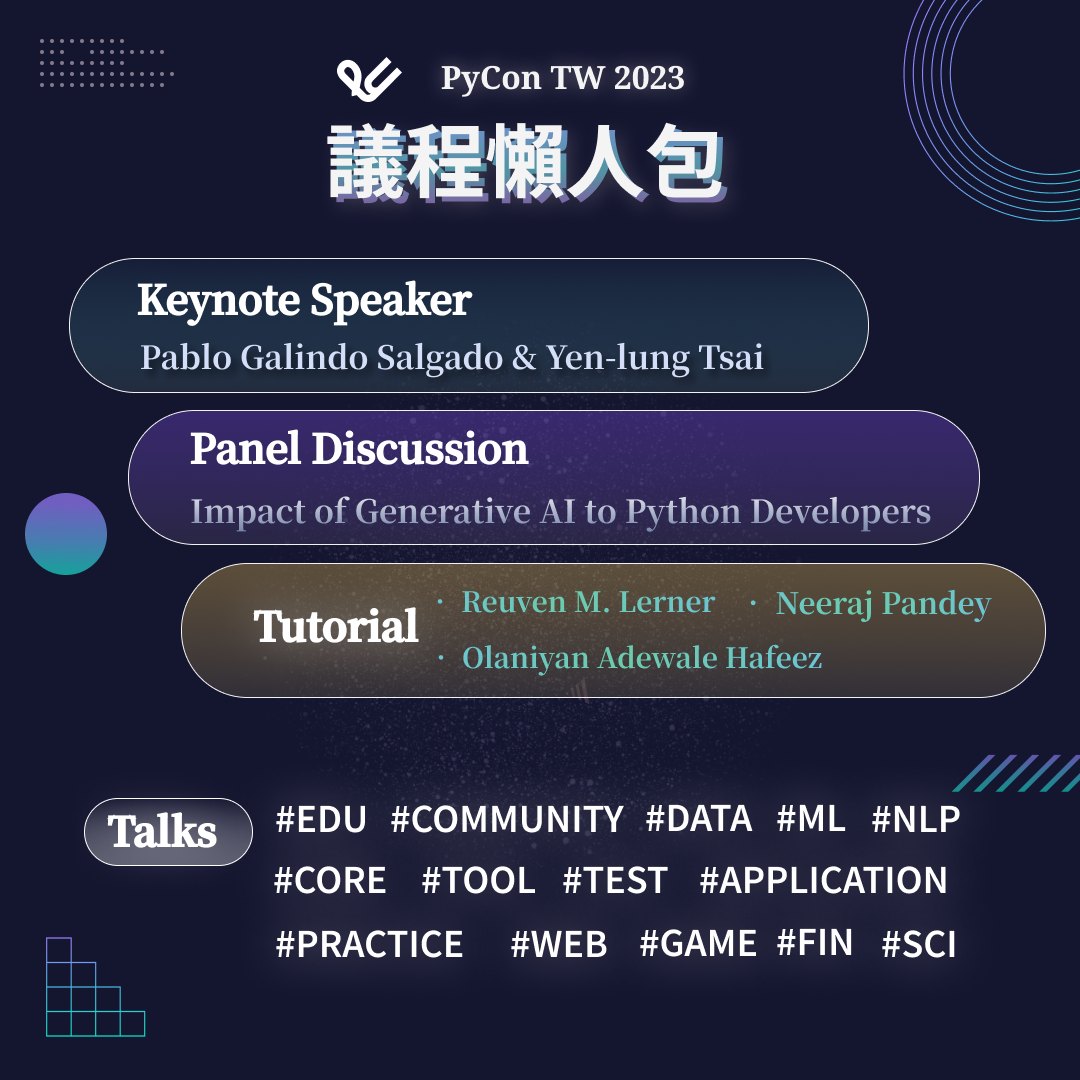 PyCon TW 2023
議程懶人包
Keynote Speaker
Pablo Galindo Salgado & Yen-lung Tsai
Panel Discussion
Impact of Generative AI to Python Developers
Tutorial
· Reuven M. Lerner · Neeraj Pandey
· Olaniyan Adewale Hafeez
Talks
#EDU #COMMUNITY #DATA #ML #NLP
#CORE #TOOL #TEST #APPLICATION
#PRACTICE #WEB #GAME #FIN #SCI